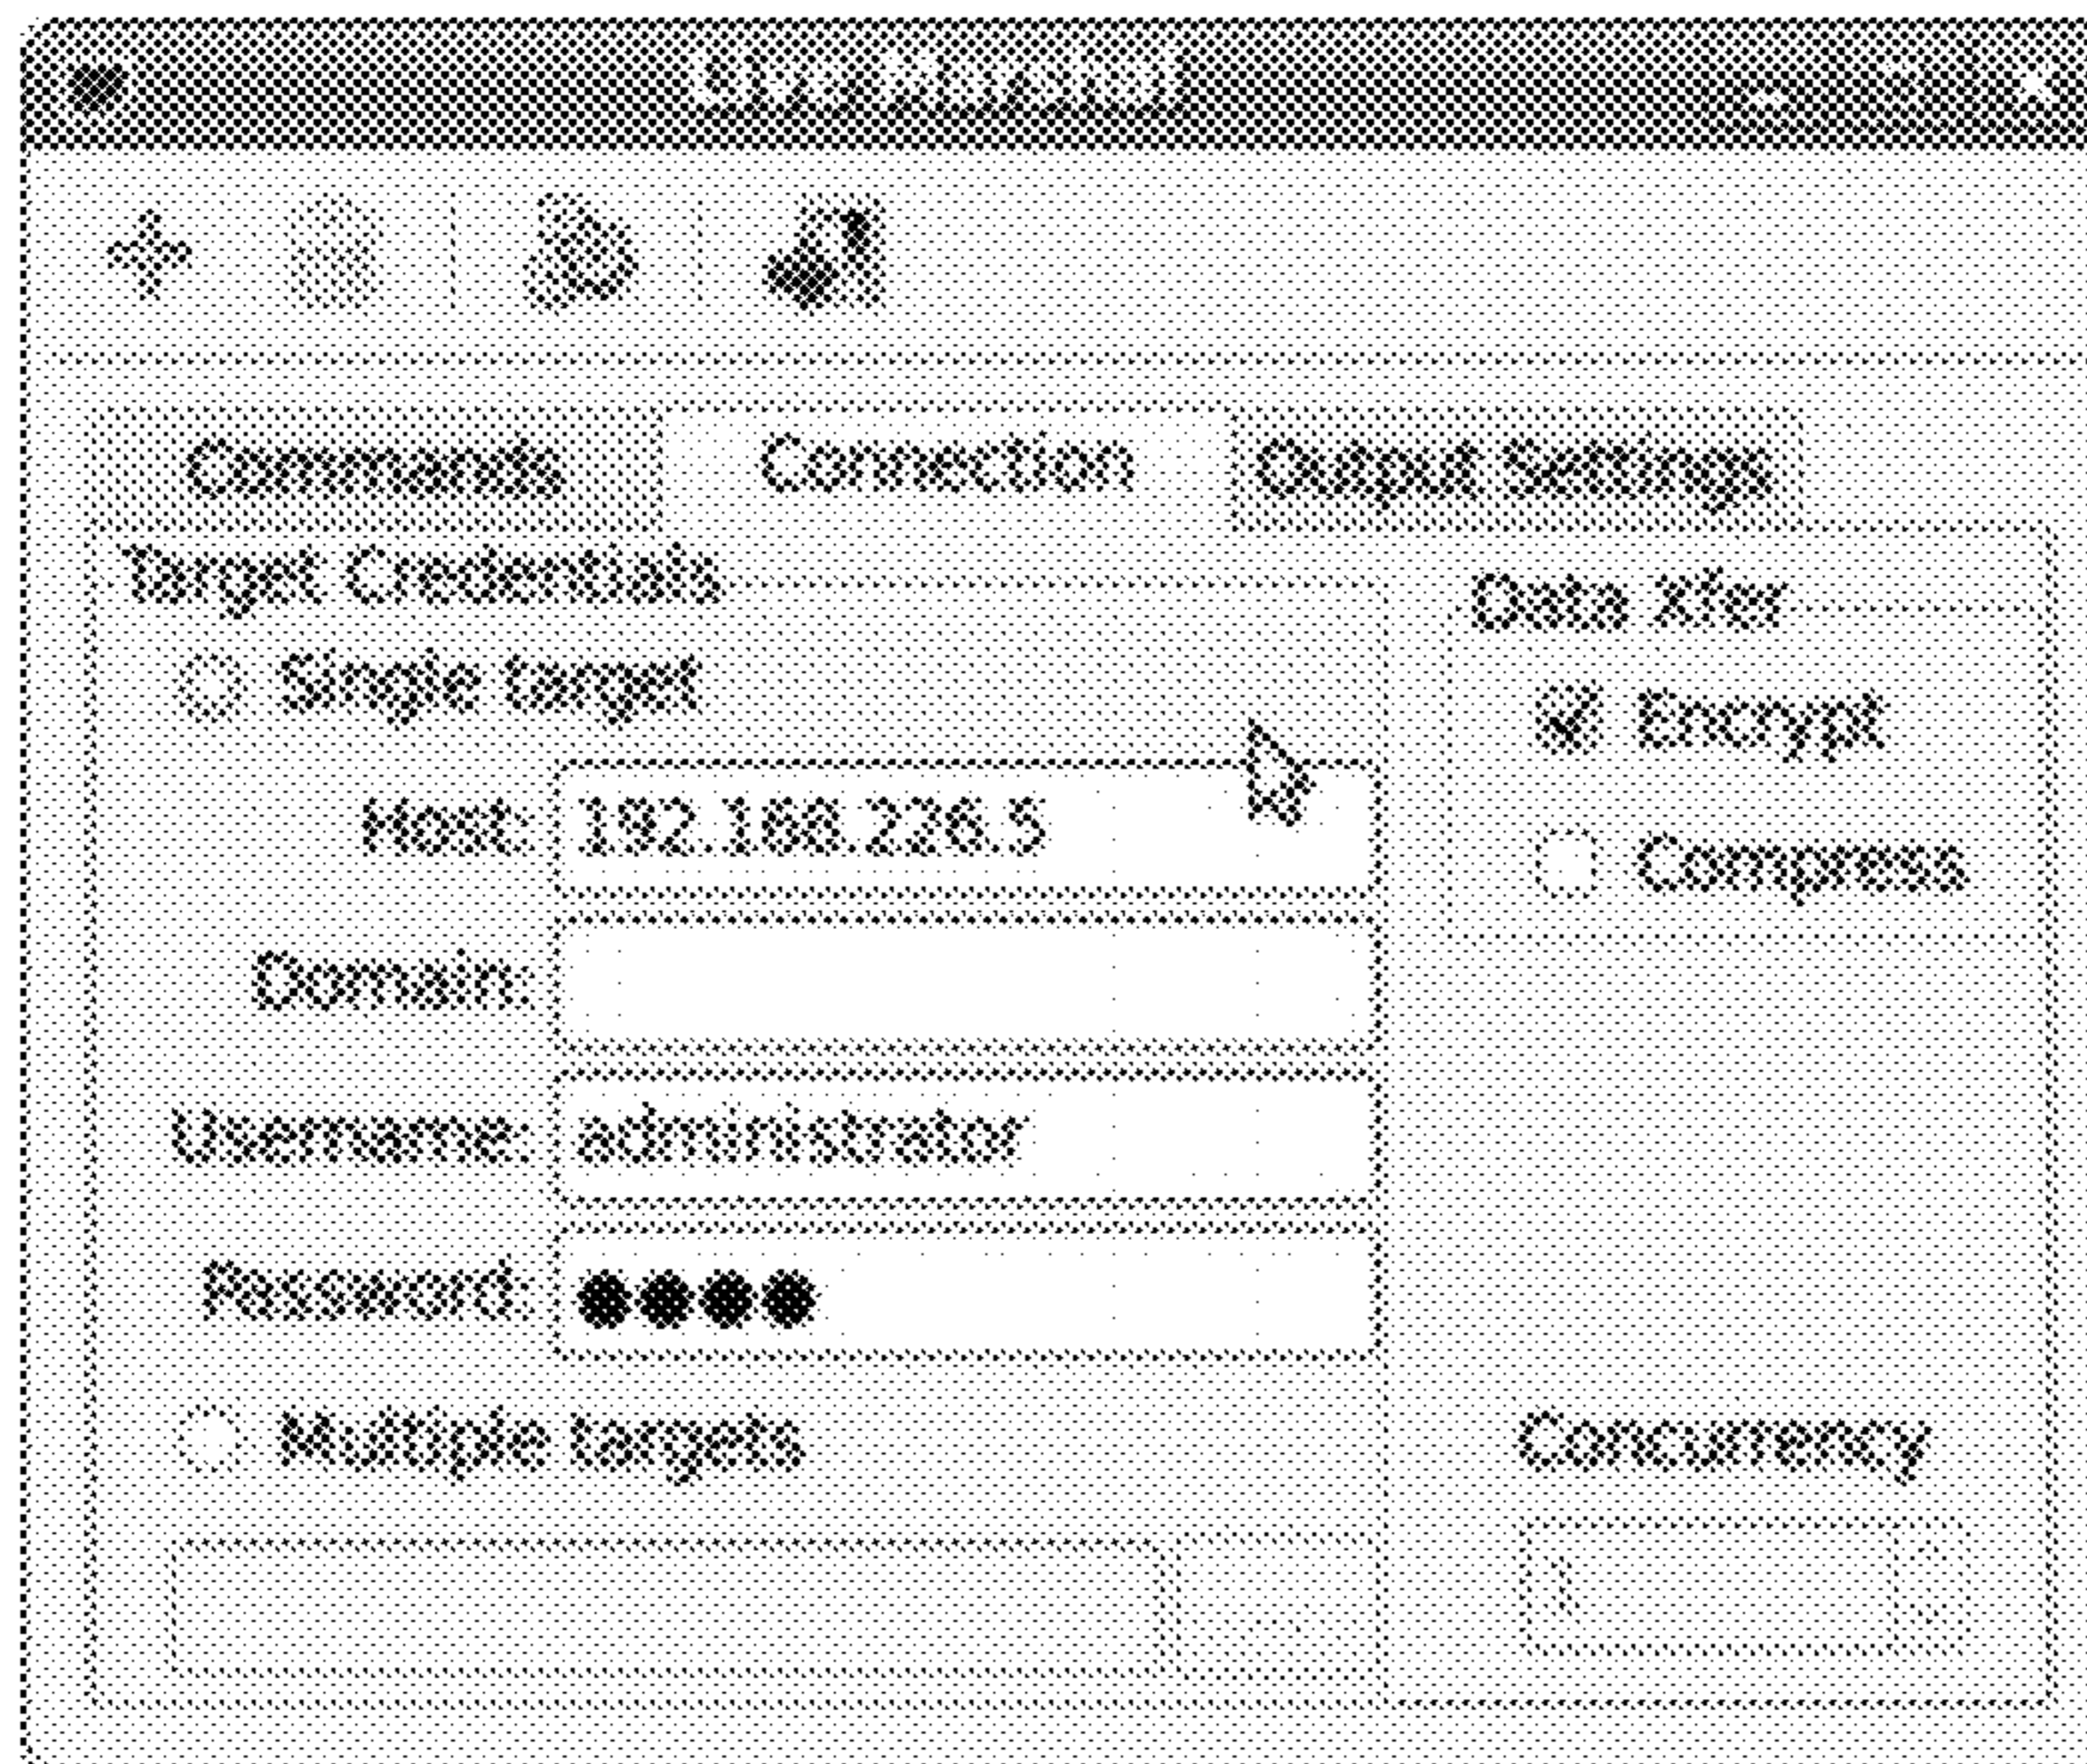 Commands Connection Output Settings
Target Credentials
Data Xfer
Single target
Encrypt
Host: 192.168.226.5
Compress
Domain:
Username: administrator
Password: ●●●●
Multiple targets
Concurrency